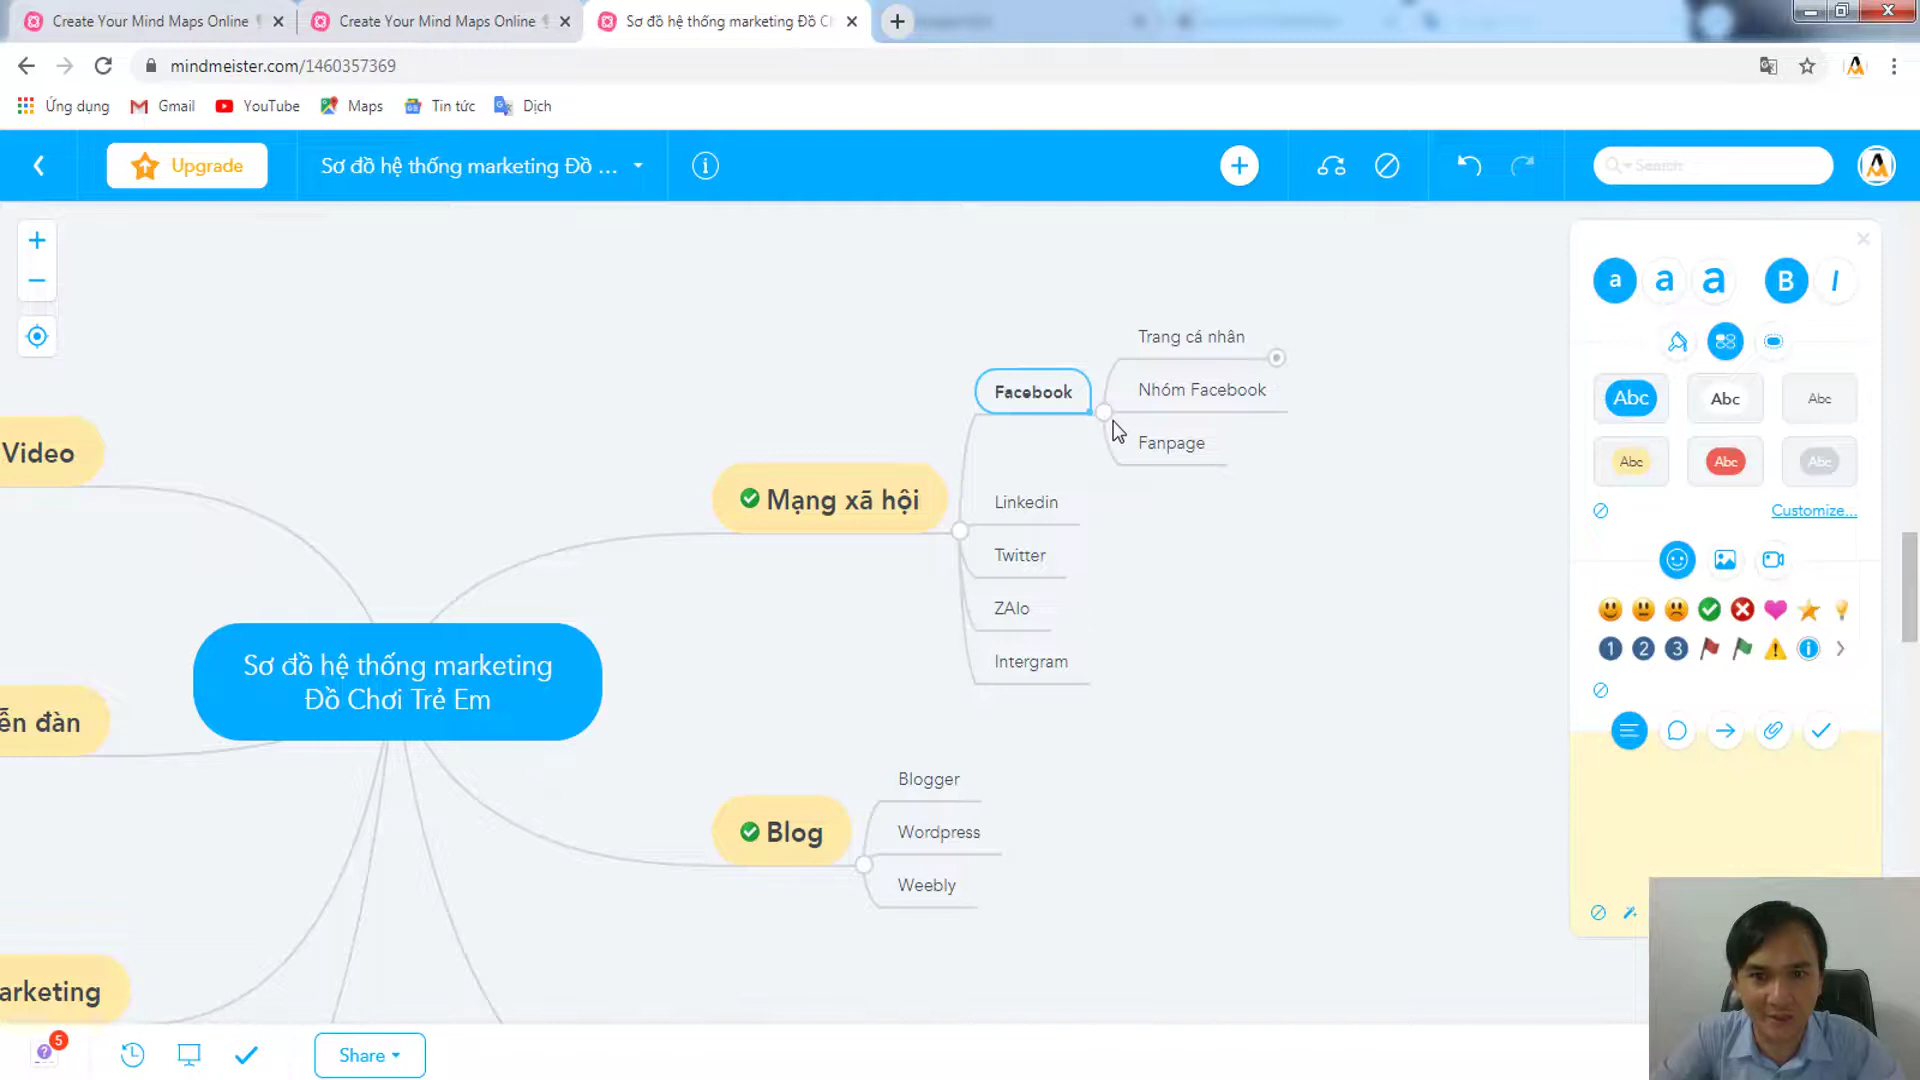 Create Your Mind Maps Online
Create Your Mind Maps Online
Sơ đồ hệ thống marketing Đồ Ch
mindmeister.com/1460357369
Ứng dụng
Gmail
YouTube
Maps
Tin tức
Dịch
Upgrade
Sơ đồ hệ thống marketing Đồ ...
Search
a a a B I
Trang cá nhân
Facebook
Nhóm Facebook
Fanpage
Abc Abc Abc
Abc Abc Abc
Customize...
Video
Mạng xã hội
Linkedin
Twitter
ZAlo
Intergram
1 2 3
Sơ đồ hệ thống marketing
Đồ Chơi Trẻ Em
ễn đàn
Blogger
Blog
Wordpress
Weebly
arketing
5
Share